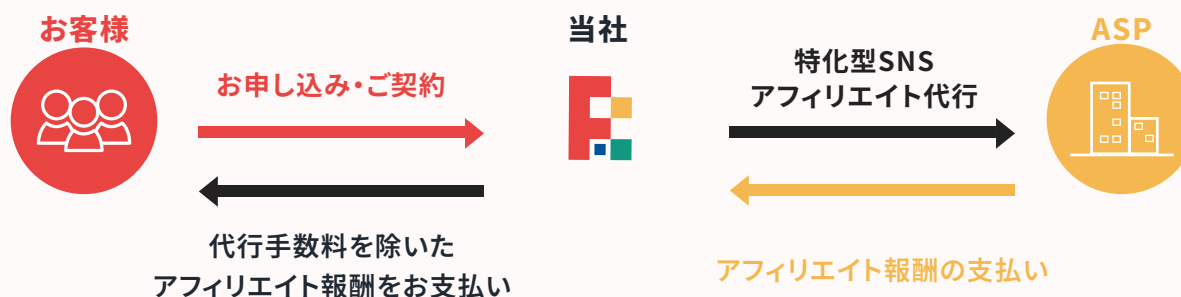 お客様
当社
ASP
お申し込み・ご契約
特化型SNS
アフィリエイト代行
代行手数料を除いた
アフィリエイト報酬をお支払い
アフィリエイト報酬の支払い